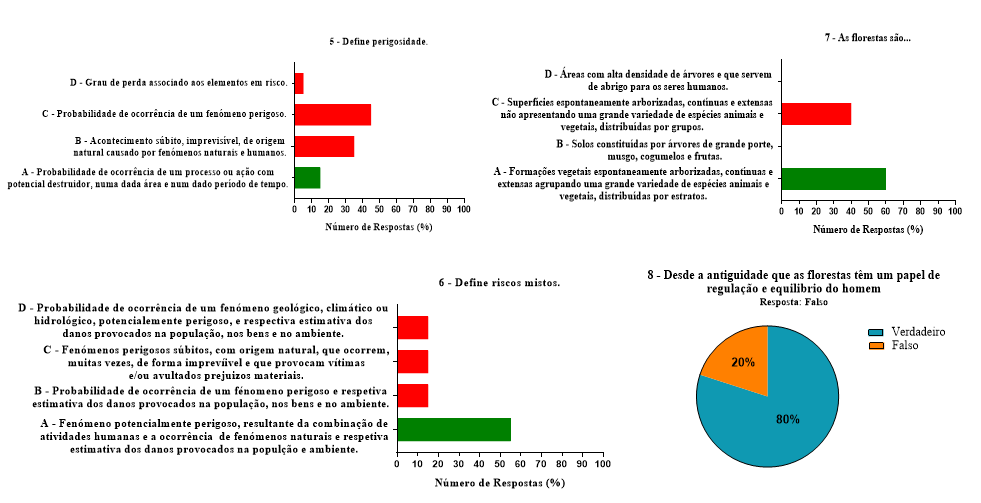 5 - Define perigosidade.
D - Grau de perda associado aos elementos em risco.
C - Probabilidade de ocorrência de um fenómeno perigoso.
B - Acontecimento súbito, imprevisível, de origem
natural causado por fenómenos naturais e humanos.
A - Probabilidade de ocorrência de um processo ou ação com
potencial destruidor, numa dada área e num dado período de tempo.
0 10 20 30 40 50 60 70 80 90 100
Número de Respostas (%)
7 - As florestas são...
D - Áreas com alta densidade de árvores e que servem
de abrigo para os seres humanos.
C - Superfícies espontaneamente arborizadas, contínuas e extensas
não apresentando uma grande variedade de espécies animais e
vegetais, distribuídas por grupos.
B - Solos constituídas por árvores de grande porte,
musgo, cogumelos e frutas.
A - Formações vegetais espontaneamente arborizadas, contínuas e
extensas agrupando uma grande variedade de espécies animais e
vegetais, distribuídas por estratos.
0 10 20 30 40 50 60 70 80 90 100
Número de Respostas (%)
6 - Define riscos mistos.
D - Probabilidade de ocorrência de um fenómeno geológico, climático ou
hidrológico, potencialemente perigoso, e respectiva estimativa dos
danos provocados na população, nos bens e no ambiente.
C - Fenómenos perigosos súbitos, com origem natural, que ocorrem,
muitas vezes, de forma imprevíivel e que provocam vítimas
e/ou avultados prejuízos materiais.
B - Probabilidade de ocorrência de um fénomeno perigoso e respetiva
estimativa dos danos provocados na população, nos bens e no ambiente.
A - Fenómeno potencialmente perigoso, resultante da combinação de
atividades humanas e a ocorrência de fenómenos naturais e respetiva
estimativa dos danos provocados na populção e ambiente.
0 10 20 30 40 50 60 70 80 90 100
Número de Respostas (%)
8 - Desde a antiguidade que as florestas têm um papel de
regulação e equilíbrio do homem
Resposta: Falso
Verdadeiro
Falso
20%
80%